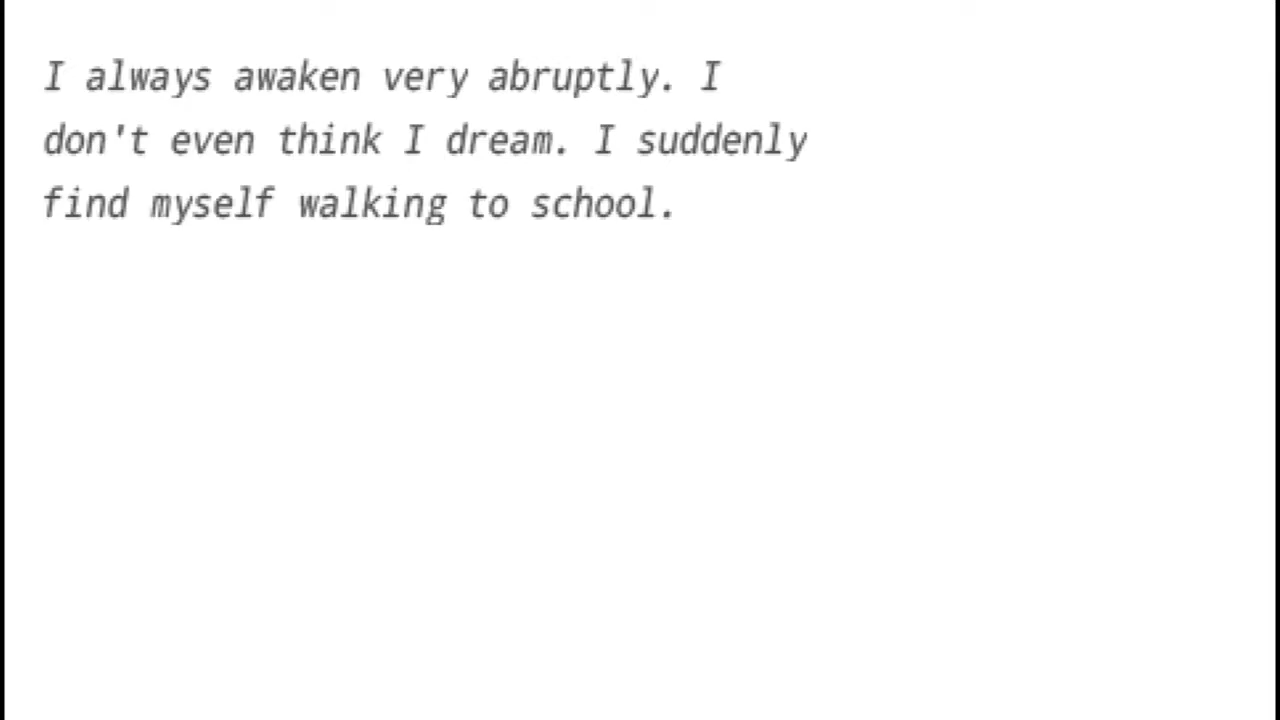 I always awaken very abruptly. I
don't even think I dream. I suddenly
find myself walking to school.